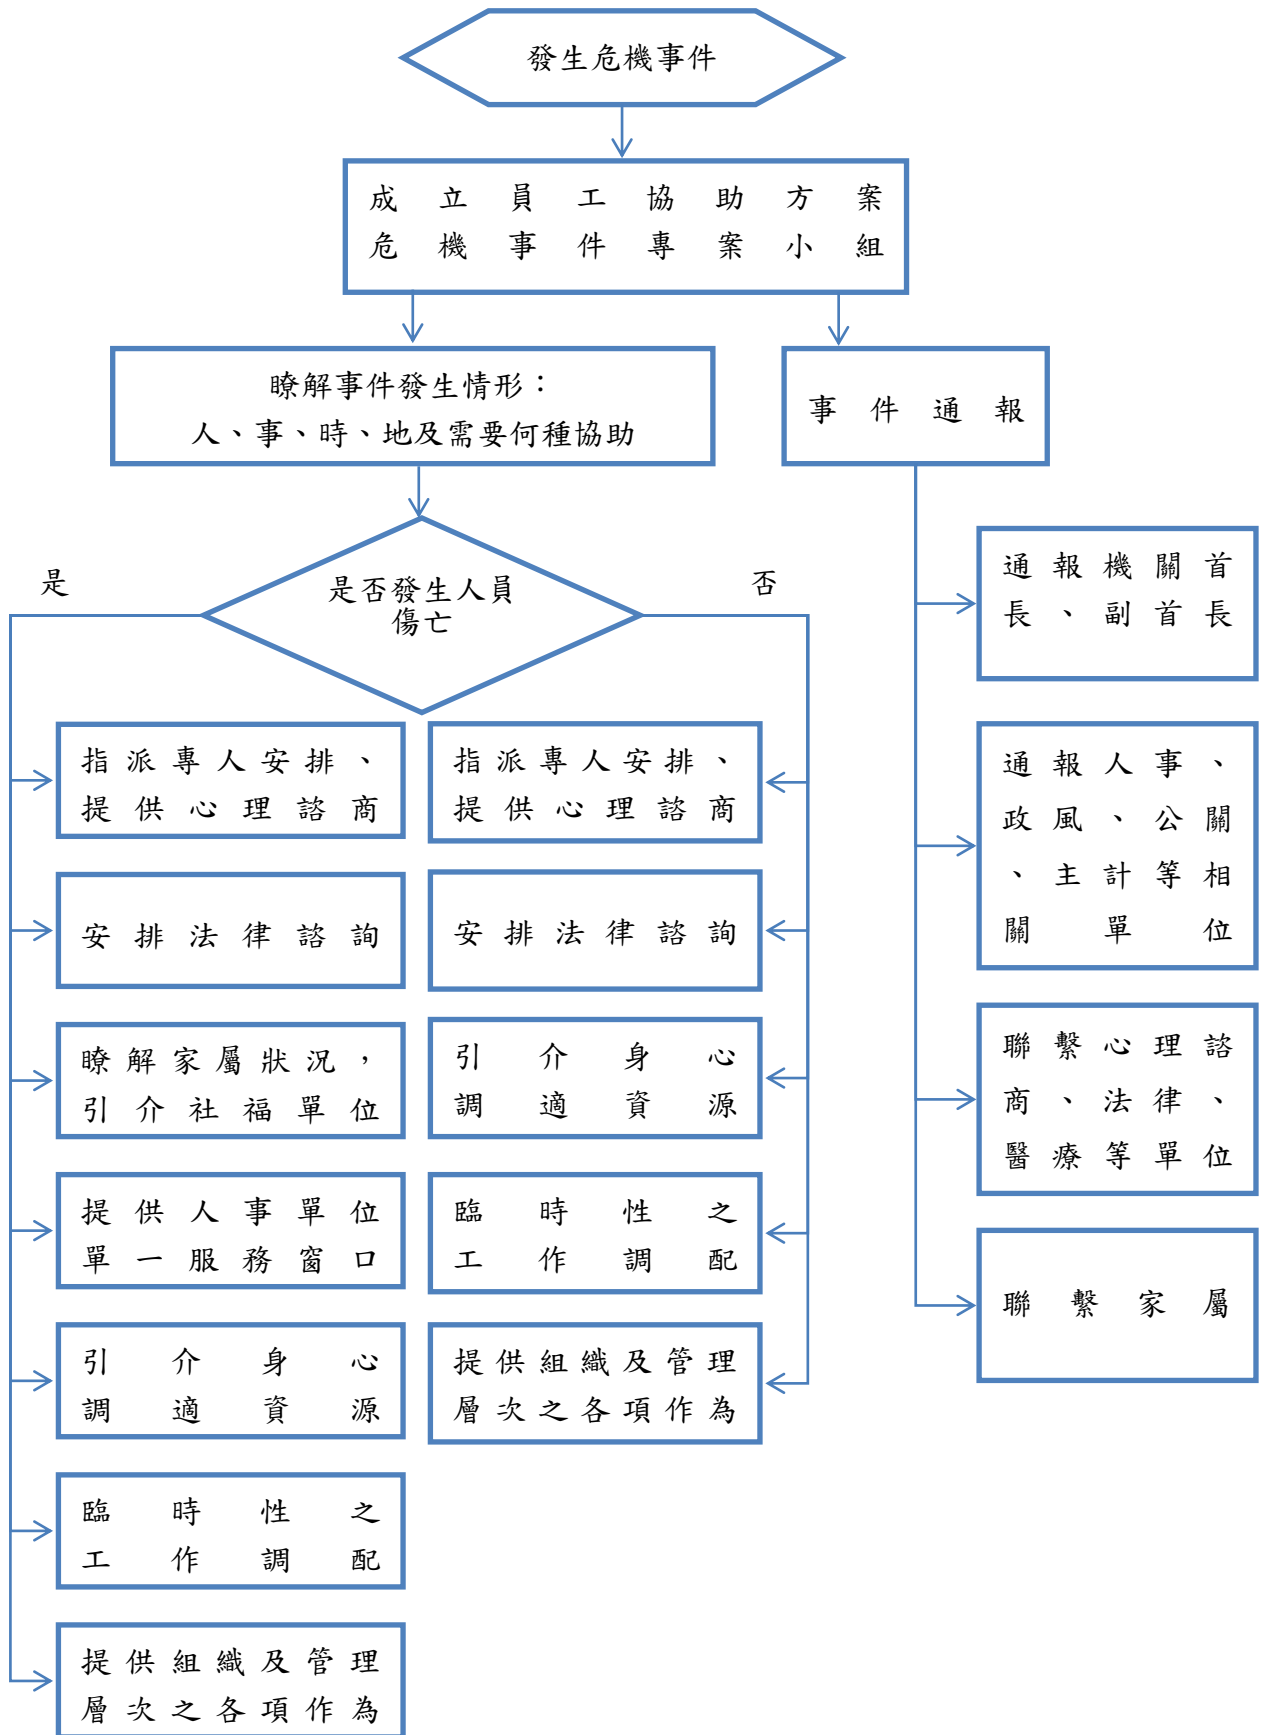 發生危機事件
成立員工協助方案
危機事件專案小組
瞭解事件發生情形：
人、事、時、地及需要何種協助
事件通報
是否發生人員
傷亡
是
否
指派專人安排、
提供心理諮商
安排法律諮詢
瞭解家屬狀況，
引介社福單位
提供人事單位
單一服務窗口
引介身心
調適資源
臨時性之
工作調配
提供組織及管理
層次之各項作為
指派專人安排、
提供心理諮商
安排法律諮詢
引介身心
調適資源
臨時性之
工作調配
提供組織及管理
層次之各項作為
通報機關首
長、副首長
通報人事、
政風、公關
、主計等相
關單位
聯繫心理諮
商、法律、
醫療等單位
聯繫家屬